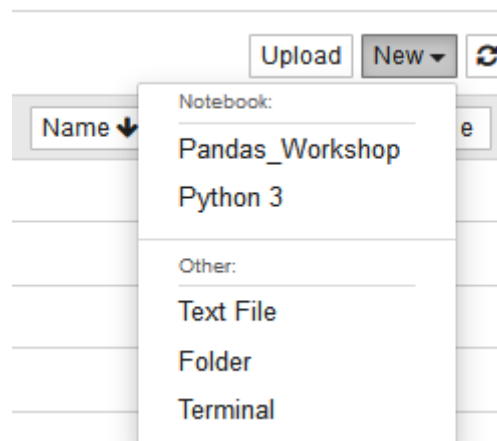 Upload New
Notebook:
Name e
Pandas_Workshop
Python 3
Other:
Text File
Folder
Terminal